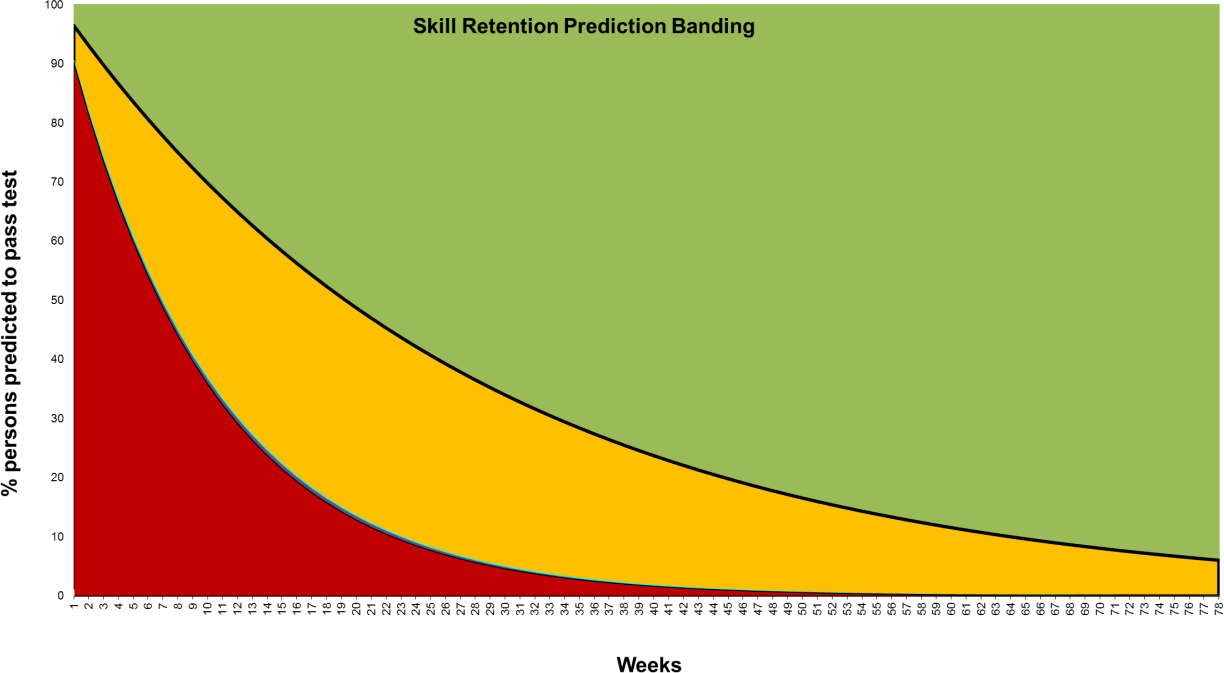 Skill Retention Prediction Banding
% persons predicted to pass test
100
90
80
70
60
50
40
30
20
10
0
1 2 3 4 5 6 7 8 9 10 11 12 13 14 15 16 17 18 19 20 21 22 23 24 25 26 27 28 29 30 31 32 33 34 35 36 37 38 39 40 41 42 43 44 45 46 47 48 49 50 51 52 53 54 55 56 57 58 59 60 61 62 63 64 65 66 67 68 69 70 71 72 73 74 75 76 77 78
Weeks